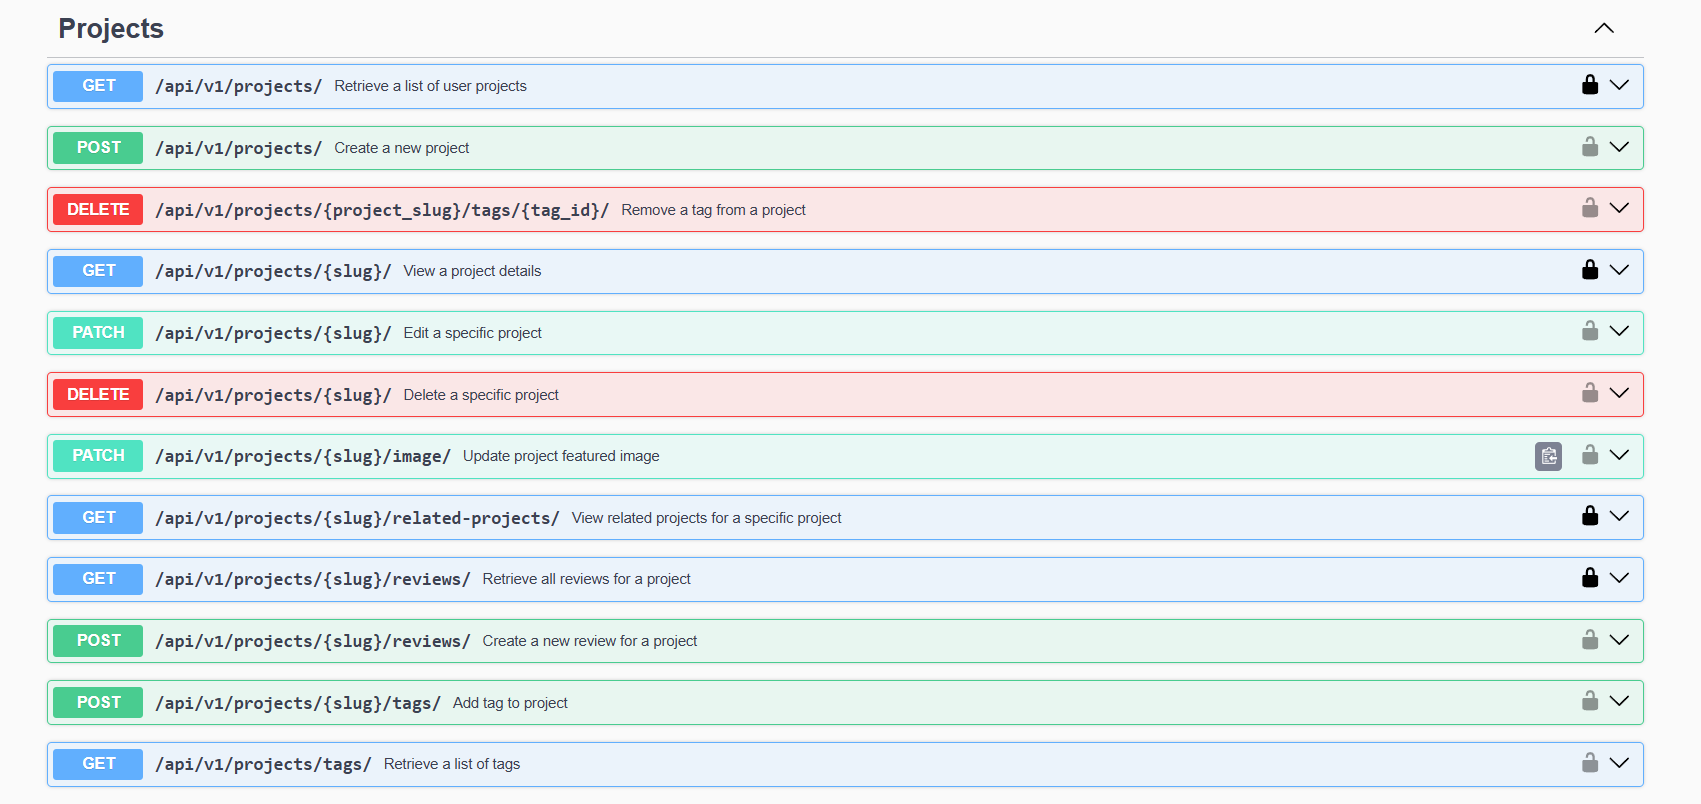 Projects
GET /api/v1/projects/ Retrieve a list of user projects
POST /api/v1/projects/ Create a new project
DELETE /api/v1/projects/{project_slug}/tags/{tag_id}/ Remove a tag from a project
GET /api/v1/projects/{slug}/ View a project details
PATCH /api/v1/projects/{slug}/ Edit a specific project
DELETE /api/v1/projects/{slug}/ Delete a specific project
PATCH /api/v1/projects/{slug}/image/ Update project featured image
GET /api/v1/projects/{slug}/related-projects/ View related projects for a specific project
GET /api/v1/projects/{slug}/reviews/ Retrieve all reviews for a project
POST /api/v1/projects/{slug}/reviews/ Create a new review for a project
POST /api/v1/projects/{slug}/tags/ Add tag to project
GET /api/v1/projects/tags/ Retrieve a list of tags